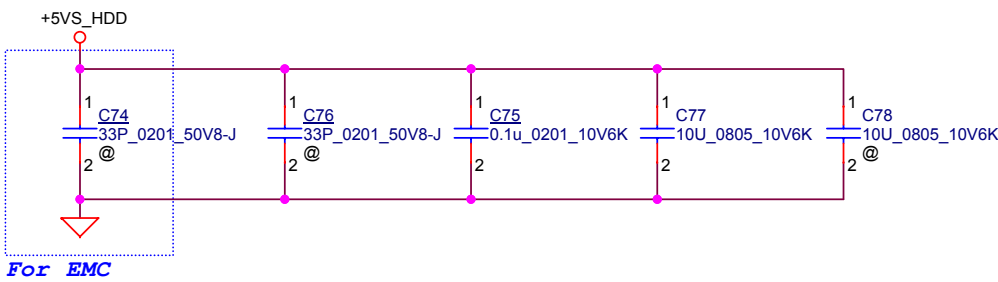 +5VS_HDD
1
C74
33P_0201_50V8-J
@
2
1
C76
33P_0201_50V8-J
@
2
1
C75
0.1u_0201_10V6K
2
1
C77
10U_0805_10V6K
2
1
C78
10U_0805_10V6K
@
2
For EMC